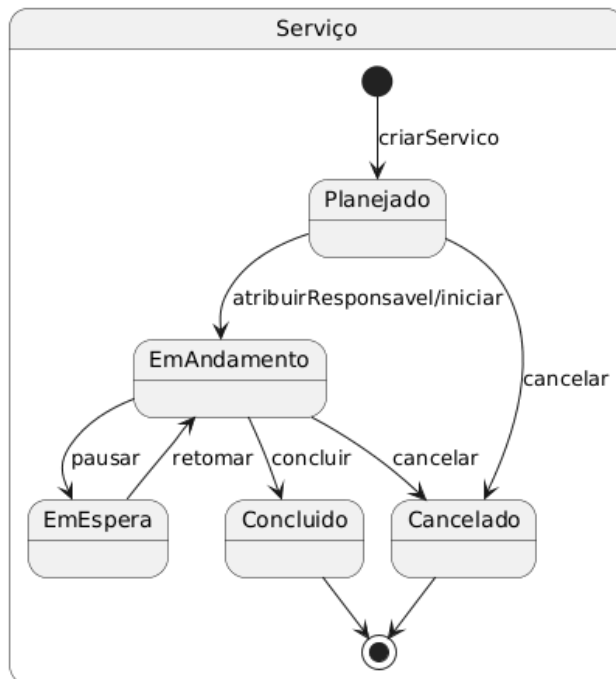 Serviço
criarServico
Planejado
atribuirResponsavel/iniciar
EmAndamento
cancelar
pausar
retomar
concluir
cancelar
EmEspera
Concluido
Cancelado